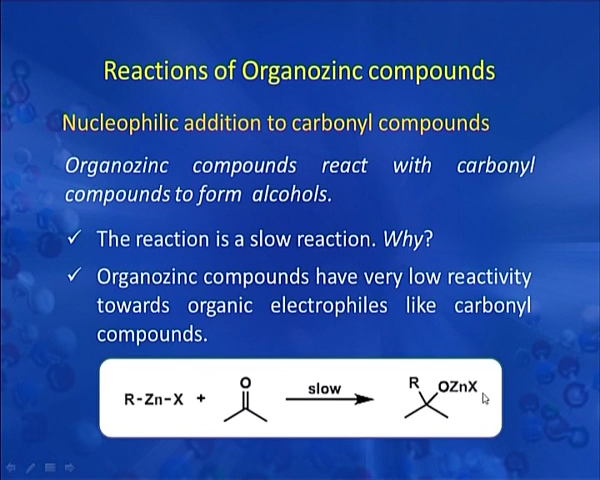 Reactions of Organozinc compounds
Nucleophilic addition to carbonyl compounds
Organozinc compounds react with carbonyl
compounds to form alcohols.
✓ The reaction is a slow reaction. Why?
✓ Organozinc compounds have very low reactivity
towards organic electrophiles like carbonyl
compounds.
R-Zn-X + O slow R OZnX